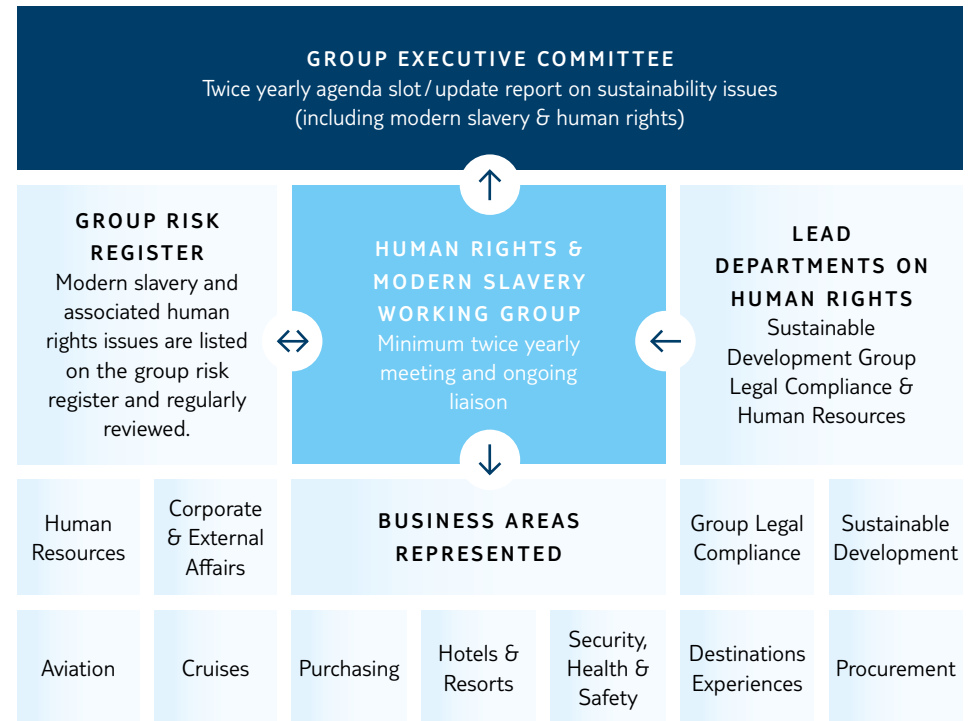 GROUP EXECUTIVE COMMITTEE
Twice yearly agenda slot / update report on sustainability issues
(including modern slavery & human rights)
GROUP RISK
REGISTER
Modern slavery and
associated human
rights issues are listed
on the group risk
register and regularly
reviewed.
HUMAN RIGHTS &
MODERN SLAVERY
WORKING GROUP
Minimum twice yearly
meeting and ongoing
liaison
LEAD
DEPARTMENTS ON
HUMAN RIGHTS
Sustainable
Development Group
Legal Compliance &
Human Resources
Human
Resources
Corporate
& External
Affairs
BUSINESS AREAS
REPRESENTED
Group Legal
Compliance
Sustainable
Development
Aviation
Cruises
Purchasing
Hotels &
Resorts
Security,
Health &
Safety
Destinations
Experiences
Procurement